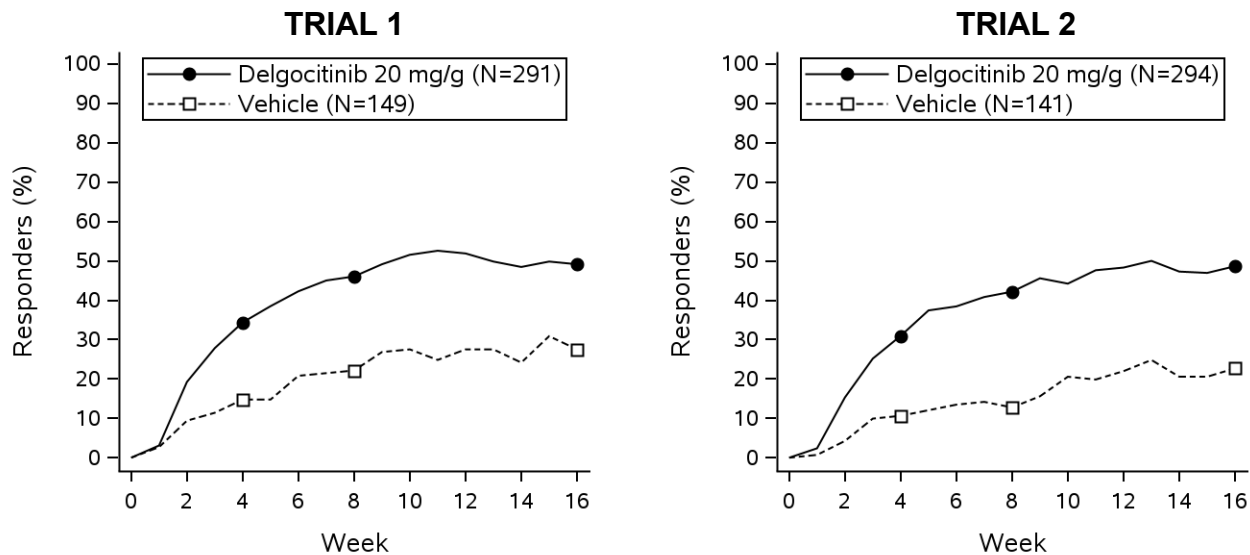 TRIAL 1
Delgocitinib 20 mg/g (N=291)
Vehicle (N=149)
Responders (%)
100
90
80
70
60
50
40
30
20
10
0
0 2 4 6 8 10 12 14 16
Week
TRIAL 2
Delgocitinib 20 mg/g (N=294)
Vehicle (N=141)
Responders (%)
100
90
80
70
60
50
40
30
20
10
0
0 2 4 6 8 10 12 14 16
Week